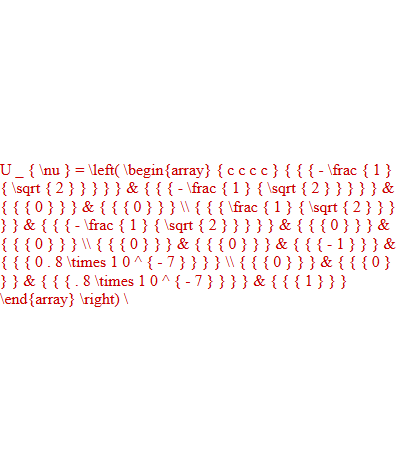 U _ { \nu } = \left( \begin{array} { c c c c } { { { - \frac { 1 }
{ \sqrt { 2 } } } } } & { { { - \frac { 1 } { \sqrt { 2 } } } } } &
{ { { 0 } } } & { { { 0 } } } \\ { { { \frac { 1 } { \sqrt { 2 } } }
} } & { { { - \frac { 1 } { \sqrt { 2 } } } } } & { { { 0 } } } &
{ { { 0 } } } \\ { { { 0 } } } & { { { 0 } } } & { { { - 1 } } } &
{ { { 0 . 8 \times 1 0 ^ { - 7 } } } } \\ { { { 0 } } } & { { { 0 }
} } & { { { . 8 \times 1 0 ^ { - 7 } } } } & { { { 1 } } }
\end{array} \right) \